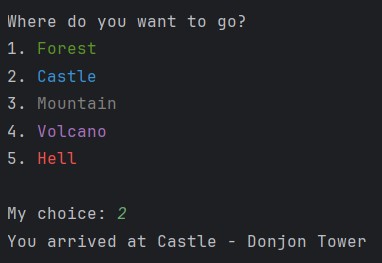 Where do you want to go?
1. Forest
2. Castle
3. Mountain
4. Volcano
5. Hell
My choice: 2
You arrived at Castle - Donjon Tower